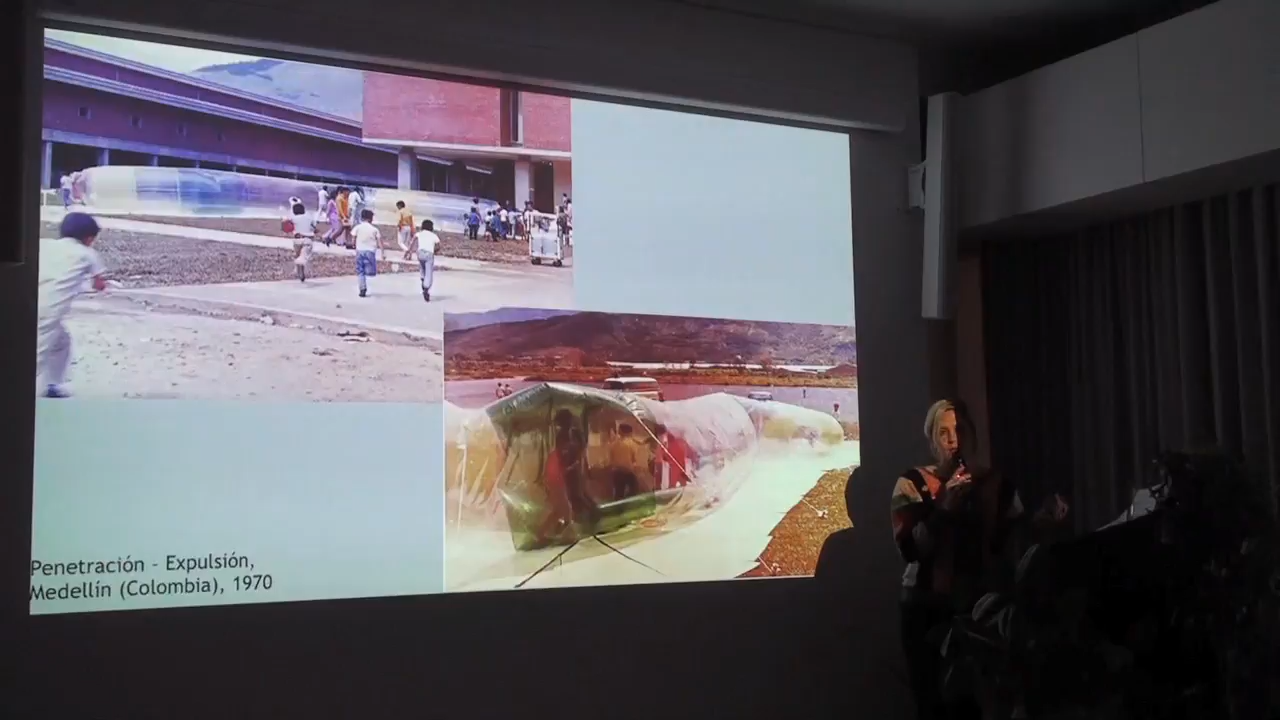 Penetración - Expulsión,
Medellín (Colombia), 1970